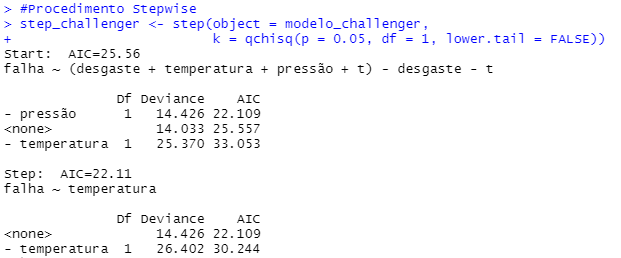 > #Procedimento Stepwise
> step_challenger <- step(object = modelo_challenger,
+                         k = qchisq(p = 0.05, df = 1, lower.tail = FALSE))
Start:  AIC=25.56
falha ~ (desgaste + temperatura + pressão + t) - desgaste - t
              Df Deviance    AIC
- pressão      1   14.426 22.109
<none>             14.033 25.557
- temperatura  1   25.370 33.053
Step:  AIC=22.11
falha ~ temperatura
              Df Deviance    AIC
<none>             14.426 22.109
- temperatura  1   26.402 30.244